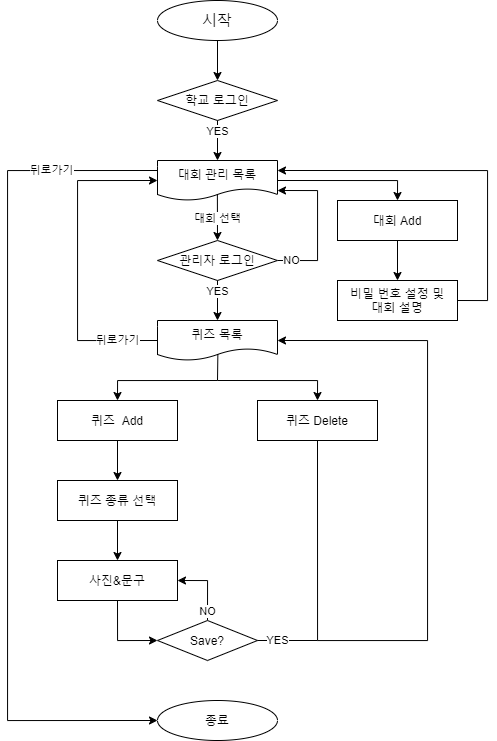 시작
학교 로그인
YES
뒤로가기
대회 관리 목록
대회 선택
대회 Add
관리자 로그인
NO
YES
비밀 번호 설정 및
대회 설명
퀴즈 목록
뒤로가기
퀴즈 Add
퀴즈 Delete
퀴즈 종류 선택
사진&문구
NO
Save?
YES
종료